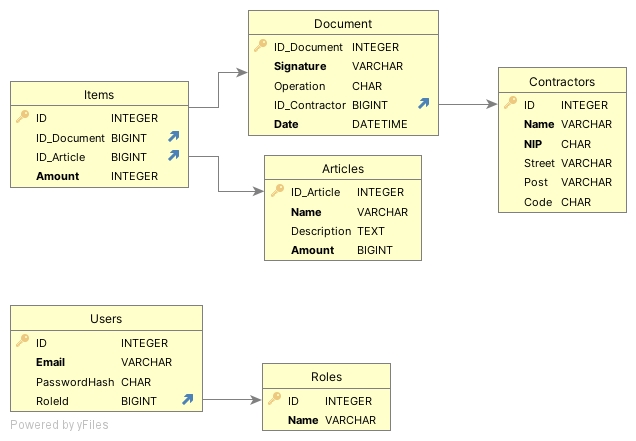 Document
ID_Document INTEGER
Signature VARCHAR
Operation CHAR
ID_Contractor BIGINT
Date DATETIME
Items
ID INTEGER
ID_Document BIGINT
ID_Article BIGINT
Amount INTEGER
Contractors
ID INTEGER
Name VARCHAR
NIP CHAR
Street VARCHAR
Post VARCHAR
Code CHAR
Articles
ID_Article INTEGER
Name VARCHAR
Description TEXT
Amount BIGINT
Users
ID INTEGER
Email VARCHAR
PasswordHash CHAR
RoleId BIGINT
Roles
ID INTEGER
Name VARCHAR
Powered by yFiles